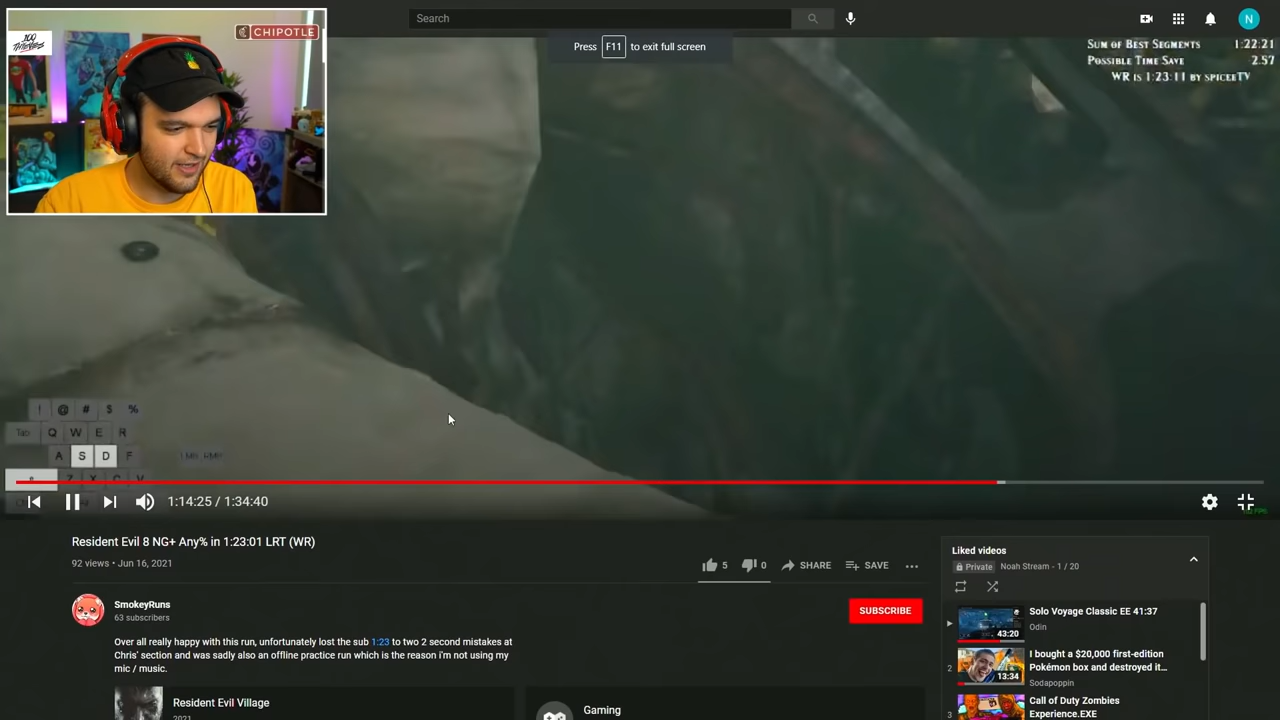 100
THIEVES
CHIPOTLE
Search
N
Press F11 to exit full screen
SUM OF BEST SEGMENTS 1:22:21
POSSIBLE TIME SAVE 2.57
WR IS 1:23:11 BY SPICEETV
! @ # $ %
Tab Q W E R
A S D F
Z X C V
LMB RMB
1:14:25 / 1:34:40
Resident Evil 8 NG+ Any% in 1:23:01 LRT (WR)
92 views • Jun 16, 2021
5 0 SHARE SAVE ...
SmokeyRuns
63 subscribers
SUBSCRIBE
Over all really happy with this run, unfortunately lost the sub 1:23 to two 2 second mistakes at
Chris' section and was sadly also an offline practice run which is the reason i'm not using my
mic / music.
Resident Evil Village
2021
Gaming
Liked videos
Private Noah Stream - 1 / 20
Solo Voyage Classic EE 41:37
Odin
43:20
2
I bought a $20,000 first-edition
Pokémon box and destroyed it…
Sodapoppin
13:34
3
Call of Duty Zombies
Experience.EXE